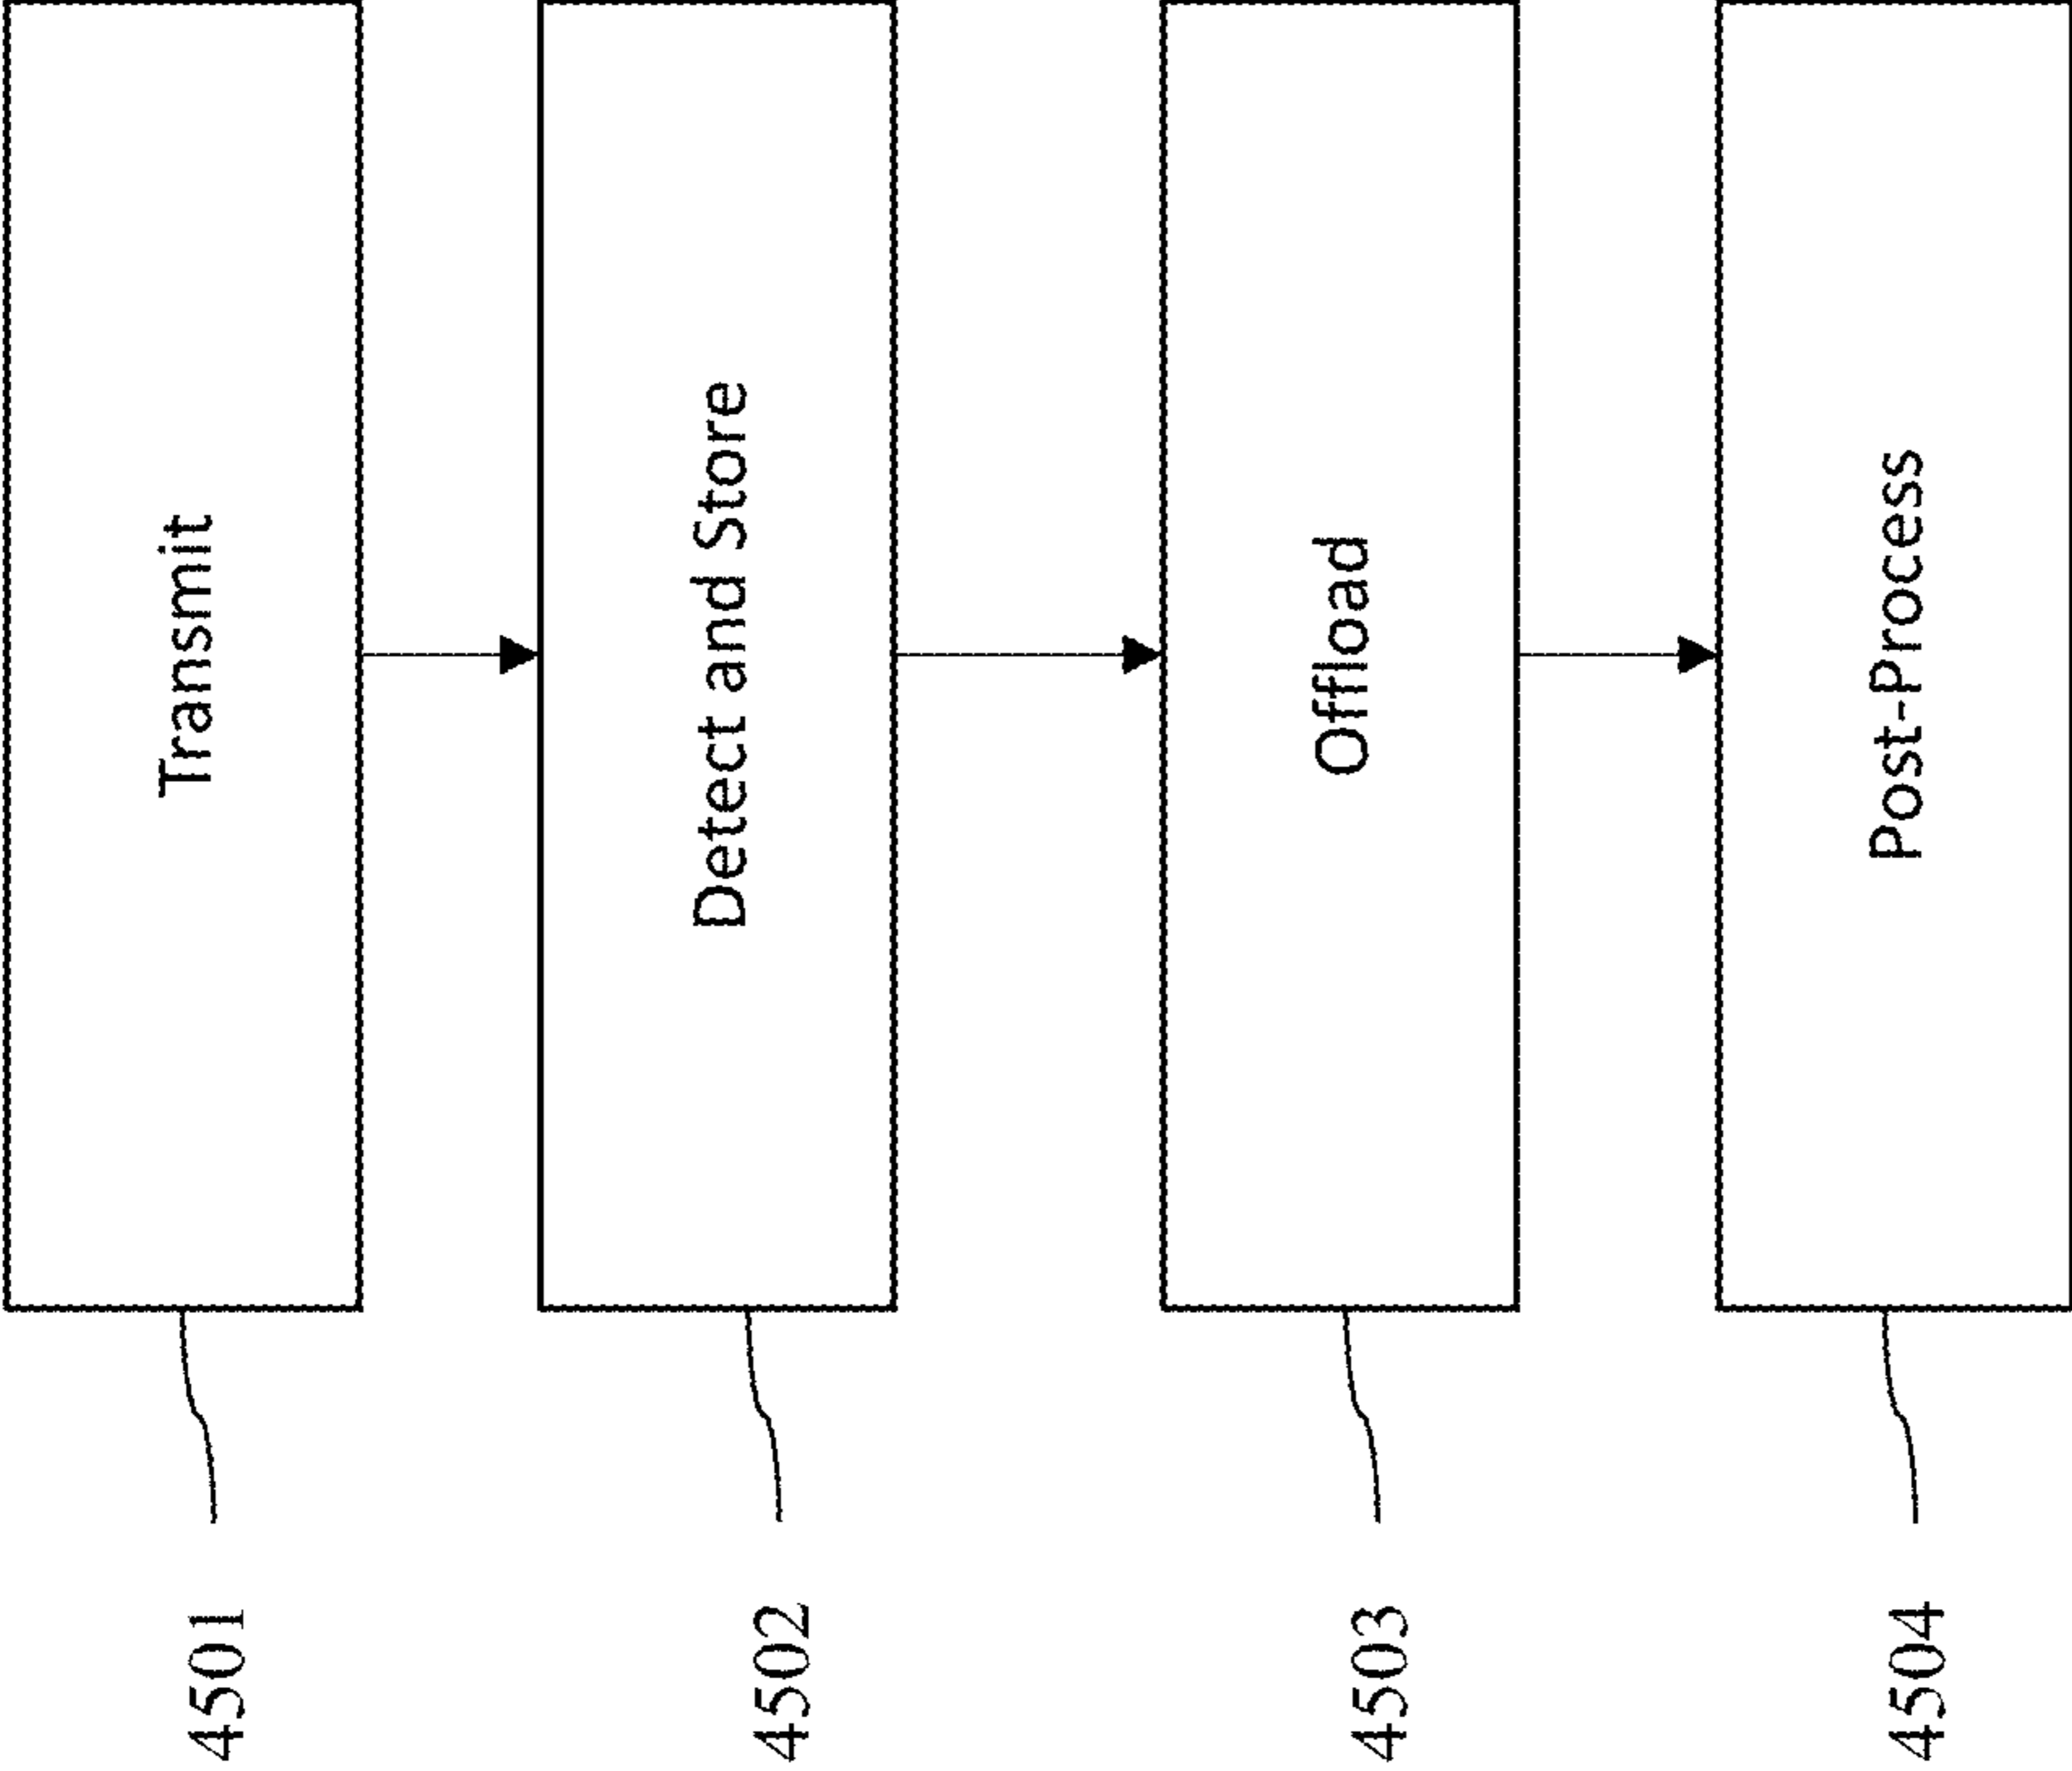 4501
Transmit
4502
Detect and Store
4503
Offload
4504
Post-Process